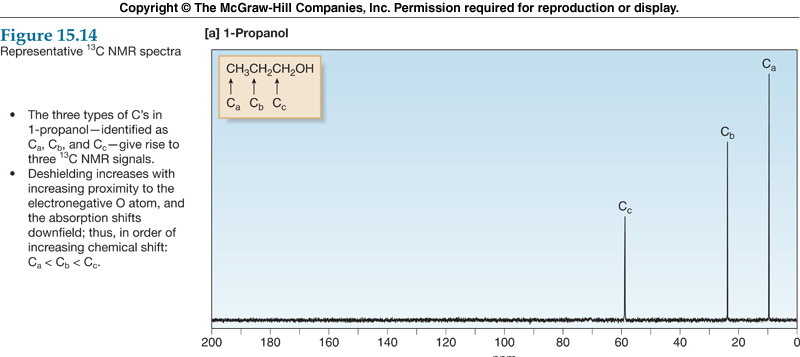 Copyright © The McGraw-Hill Companies, Inc. Permission required for reproduction or display.
Figure 15.14
Representative ¹³C NMR spectra
• The three types of C's in
1-propanol—identified as
Cₐ, C_b, and C_c—give rise to
three ¹³C NMR signals.
• Deshielding increases with
increasing proximity to the
electronegative O atom, and
the absorption shifts
downfield; thus, in order of
increasing chemical shift:
Cₐ < C_b < C_c.
[a] 1-Propanol
CH₃CH₂CH₂OH
Cₐ C_b C_c
Cₐ
C_b
C_c
200 180 160 140 120 100 80 60 40 20 0